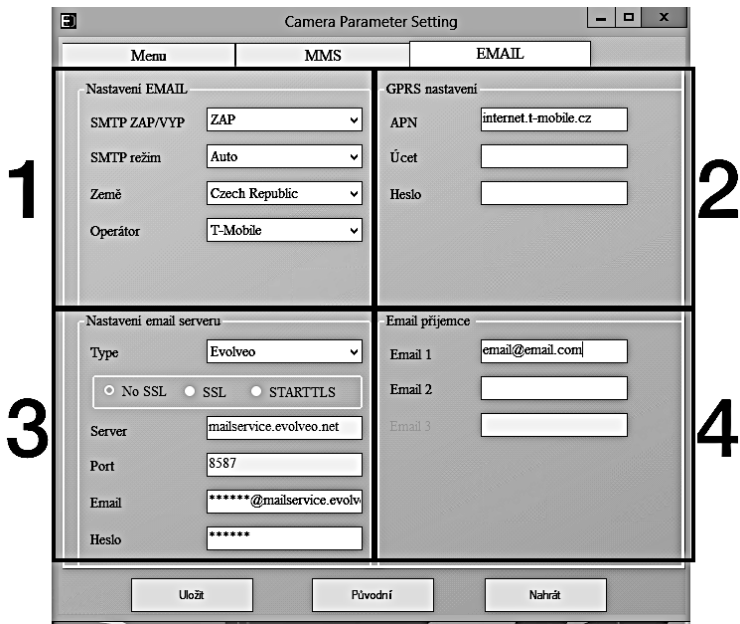 Camera Parameter Setting
Menu MMS EMAIL
1
Nastavení EMAIL
SMTP ZAP/VYP ZAP
SMTP režim Auto
Země Czech Republic
Operátor T-Mobile
2
GPRS nastavení
APN internet.t-mobile.cz
Účet
Heslo
3
Nastavení email serveru
Type Evolveo
No SSL SSL STARTTLS
Server mailservice.evolveo.net
Port 8587
Email ******@mailservice.evolv
Heslo ******
4
Email příjemce
Email 1 email@email.com
Email 2
Email 3
Uložit Původní Nahrát